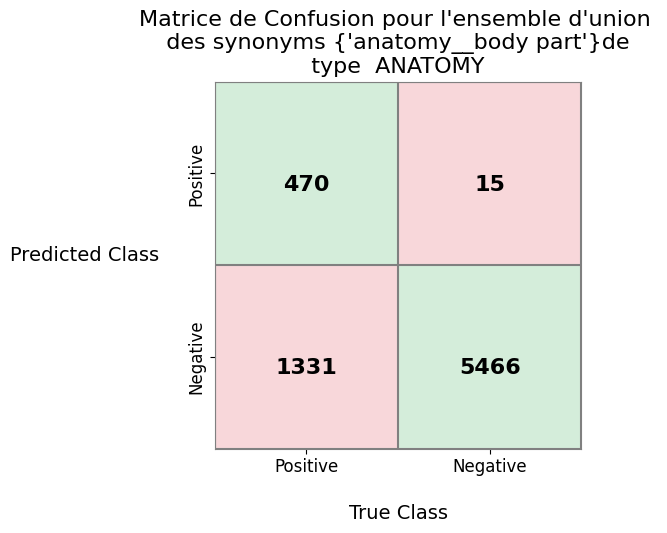 Matrice de Confusion pour l'ensemble d'union
des synonyms {'anatomy__body part'}de
type  ANATOMY
Positive
470
15
Predicted Class
Negative
1331
5466
Positive
Negative
True Class